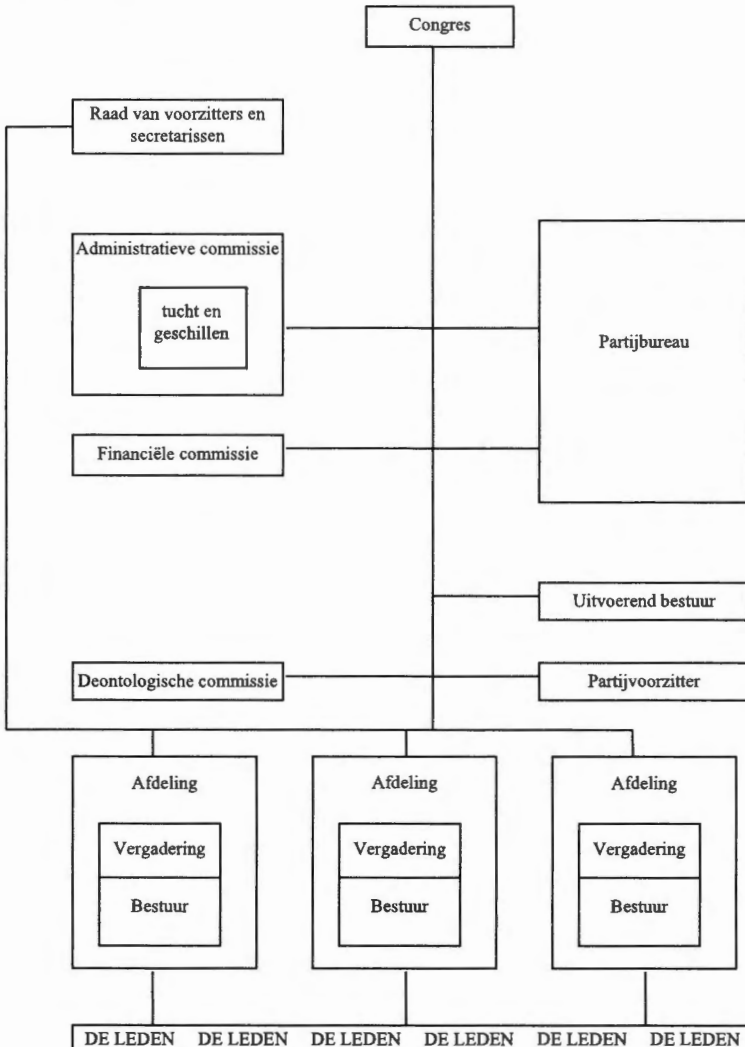 Congres
Raad van voorzitters en
secretarissen
Administratieve commissie
tucht en
geschillen
Partijbureau
Financiële commissie
Uitvoerend bestuur
Deontologische commissie
Partijvoorzitter
Afdeling
Afdeling
Afdeling
Vergadering
Vergadering
Vergadering
Bestuur
Bestuur
Bestuur
DE LEDEN DE LEDEN DE LEDEN DE LEDEN DE LEDEN DE LEDEN